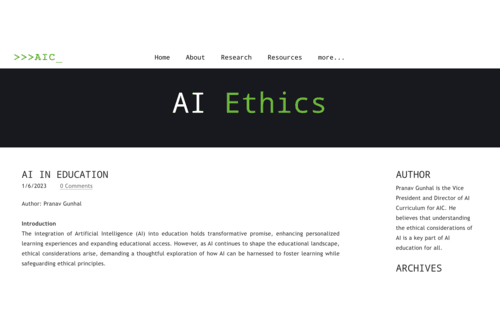 >>>AIC_
Home About Research Resources more...
AI Ethics
AI IN EDUCATION
1/6/2023 0 Comments
Author: Pranav Gunhal
Introduction
The integration of Artificial Intelligence (AI) into education holds transformative promise, enhancing personalized
learning experiences and expanding educational access. However, as AI continues to shape the educational landscape,
ethical considerations arise, demanding a thoughtful exploration of how AI can be harnessed to foster learning while
safeguarding ethical principles.
AUTHOR
Pranav Gunhal is the Vice
President and Director of AI
Curriculum for AIC. He
believes that understanding
the ethical considerations of
AI is a key part of AI
education for all.
ARCHIVES